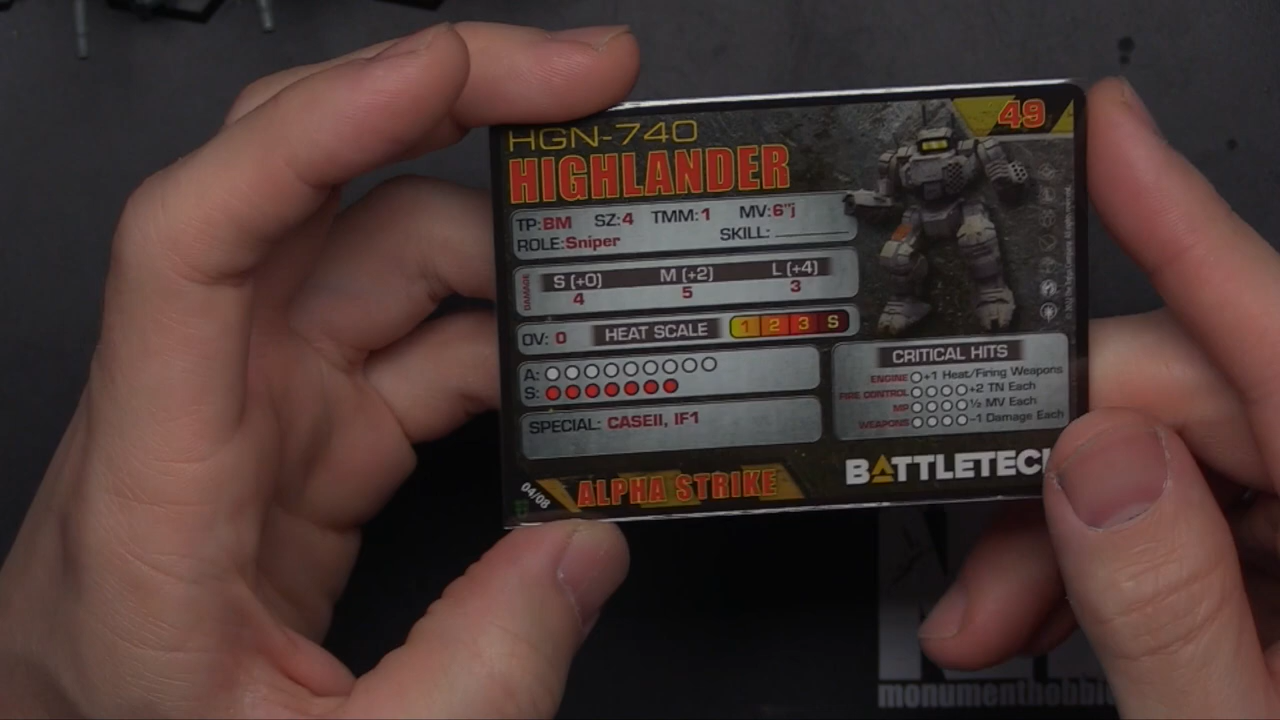 HGN-740
49
HIGHLANDER
TP:BM SZ:4 TMM:1 MV:6"j
ROLE:Sniper SKILL:
DAMAGE
S (+0) M (+2) L (+4)
4 5 3
OV: 0 HEAT SCALE 1 2 3 S
A:
S:
SPECIAL: CASEII, IF1
CRITICAL HITS
ENGINE +1 Heat/Firing Weapons
FIRE CONTROL +2 TN Each
MP ½ MV Each
WEAPONS -1 Damage Each
04/08
ALPHA STRIKE
BATTLETECH
monumenthobbi